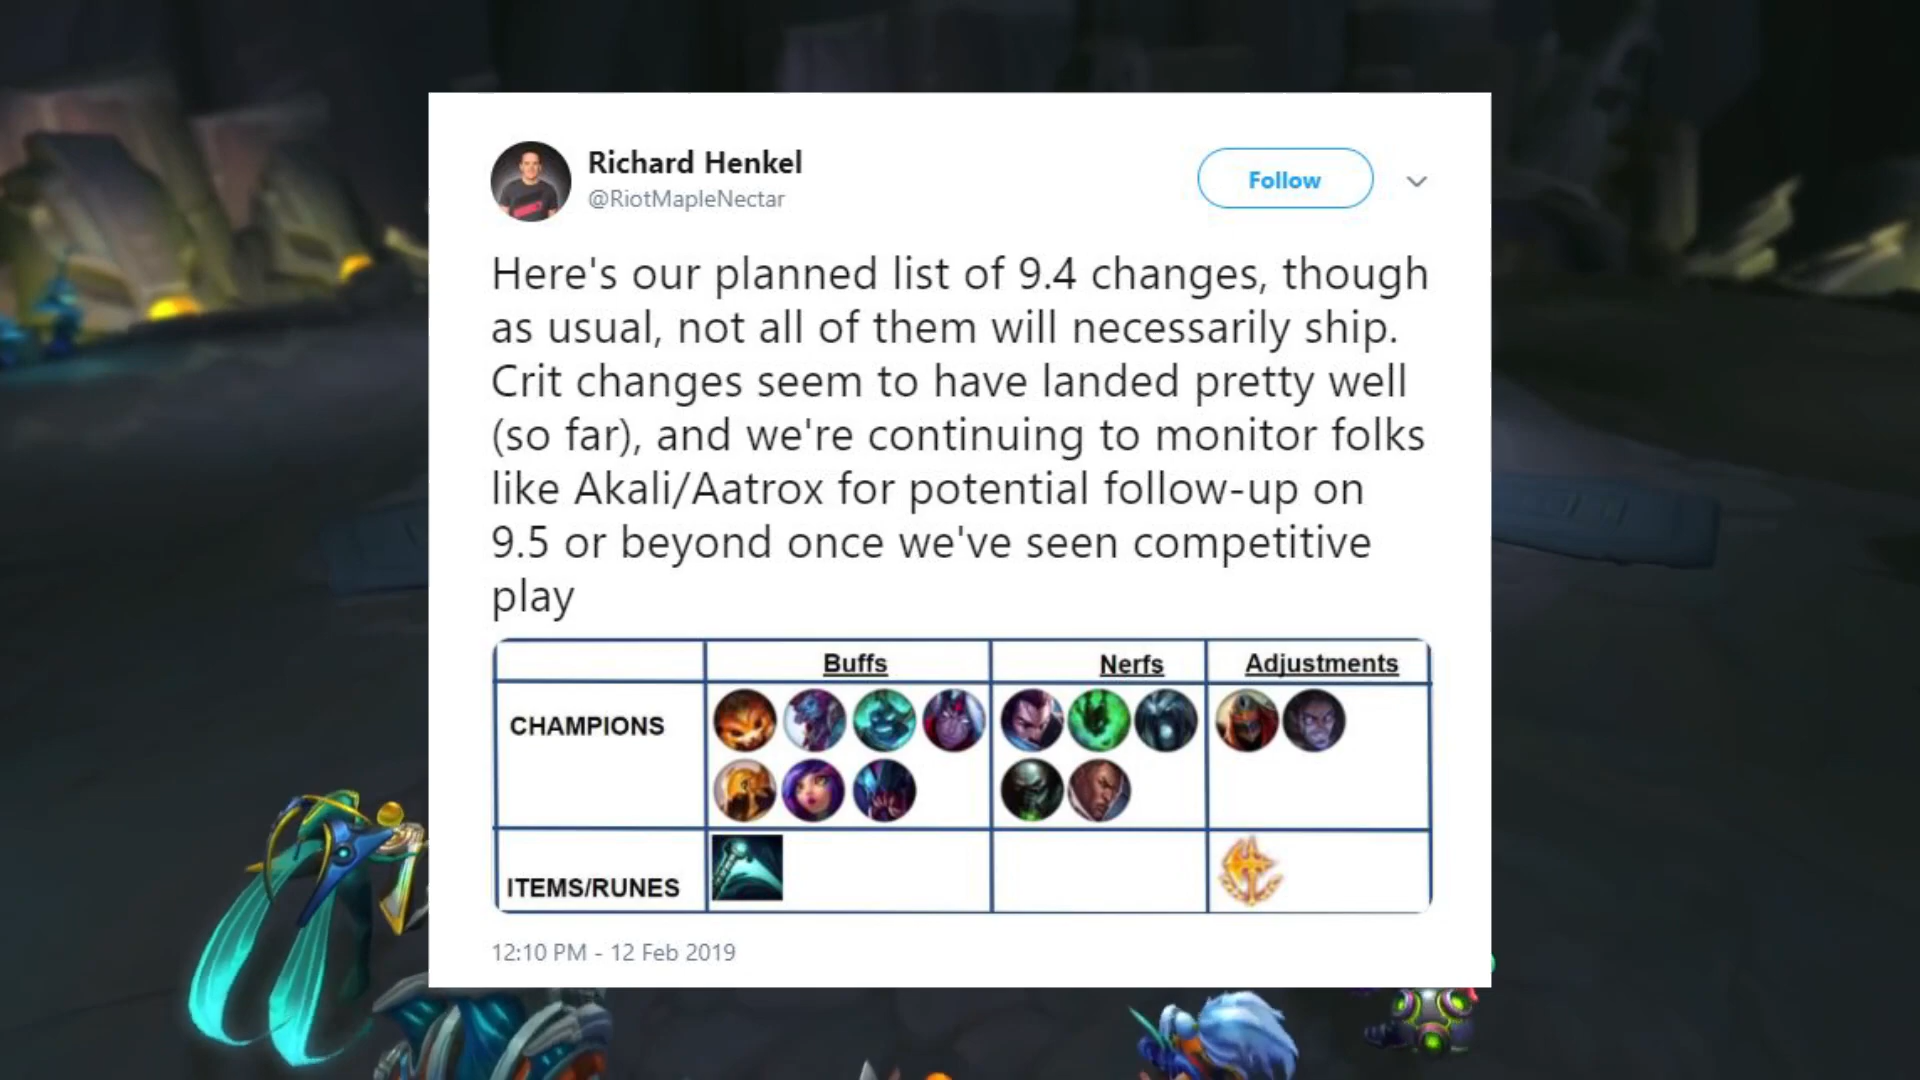 Richard Henkel
@RiotMapleNectar
Follow
Here's our planned list of 9.4 changes, though
as usual, not all of them will necessarily ship.
Crit changes seem to have landed pretty well
(so far), and we're continuing to monitor folks
like Akali/Aatrox for potential follow-up on
9.5 or beyond once we've seen competitive
play
Buffs Nerfs Adjustments
CHAMPIONS
ITEMS/RUNES
12:10 PM - 12 Feb 2019